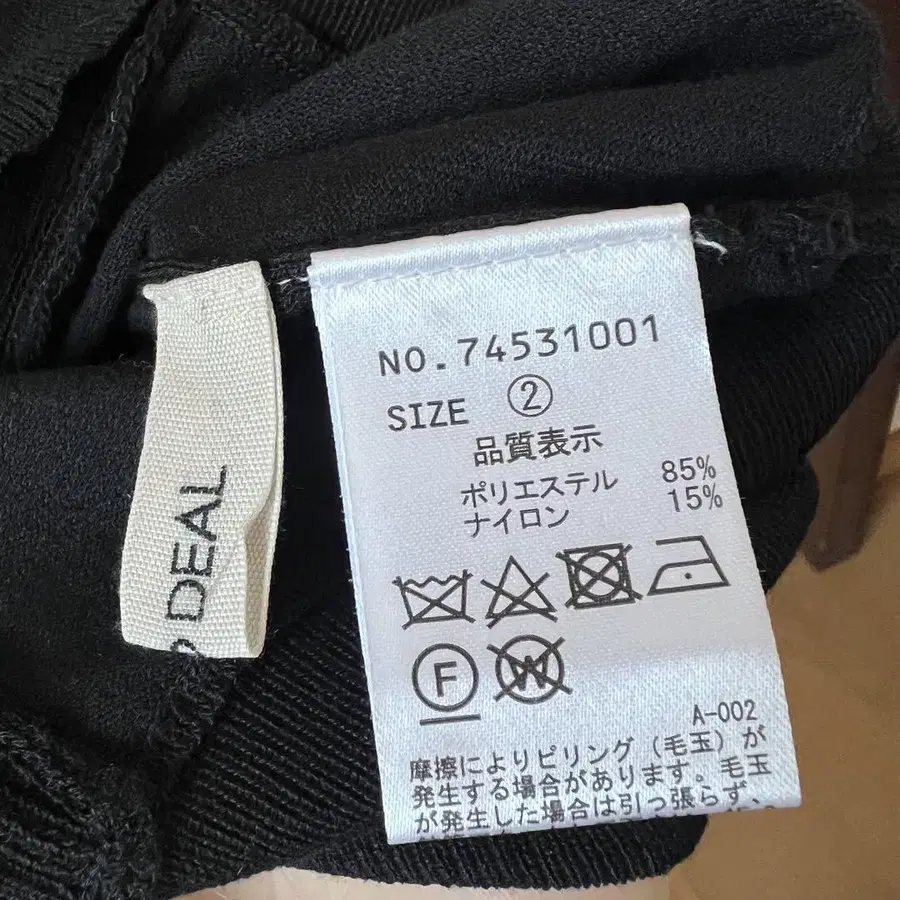 DEAL
NO.74531001
SIZE ②
品質表示
ポリエステル 85%
ナイロン 15%
F
W
A-002
摩擦によりピリング(毛玉)が
発生する場合があります。毛玉
が発生した場合は引っ張らず、